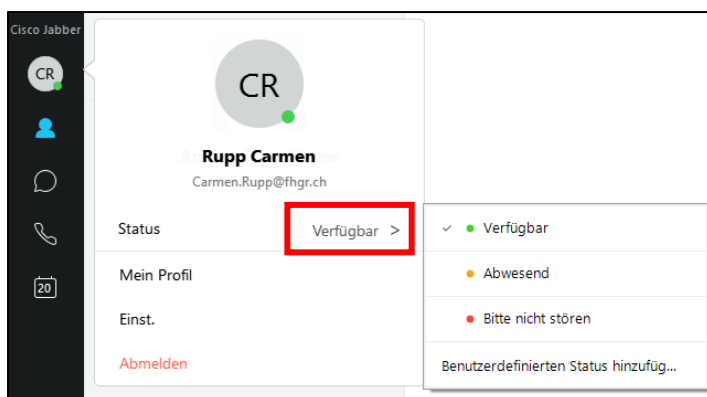 Cisco Jabber
CR
CR
Rupp Carmen
Carmen.Rupp@fhgr.ch
Status
Verfügbar >
Verfügbar
Abwesend
Bitte nicht stören
Benutzerdefinierten Status hinzufüg...
Mein Profil
Einst.
Abmelden
20